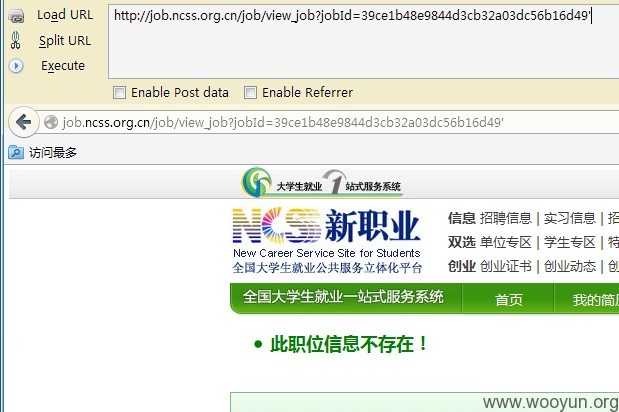 Load URL
http://job.ncss.org.cn/job/view_job?jobId=39ce1b48e9844d3cb32a03dc56b16d49'
Split URL
Execute
Enable Post data
Enable Referrer
job.ncss.org.cn/job/view_job?jobId=39ce1b48e9844d3cb32a03dc56b16d49'
访问最多
大学生就业1站式服务系统
NCSS 新职业
New Career Service Site for Students
全国大学生就业公共服务立体化平台
信息 招聘信息 | 实习信息 |
双选 单位专区 | 学生专区 |
创业 创业证书 | 创业动态 |
全国大学生就业一站式服务系统
首页
我的简历
• 此职位信息不存在！
www.wooyun.org